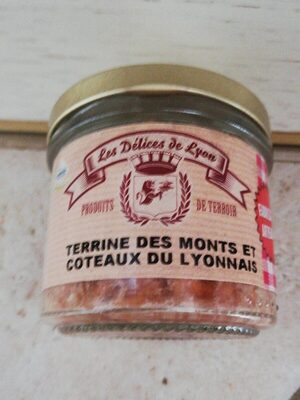 Les Délices de Lyon
PRODUITS DE TERROIR
TERRINE DES MONTS ET
COTEAUX DU LYONNAIS